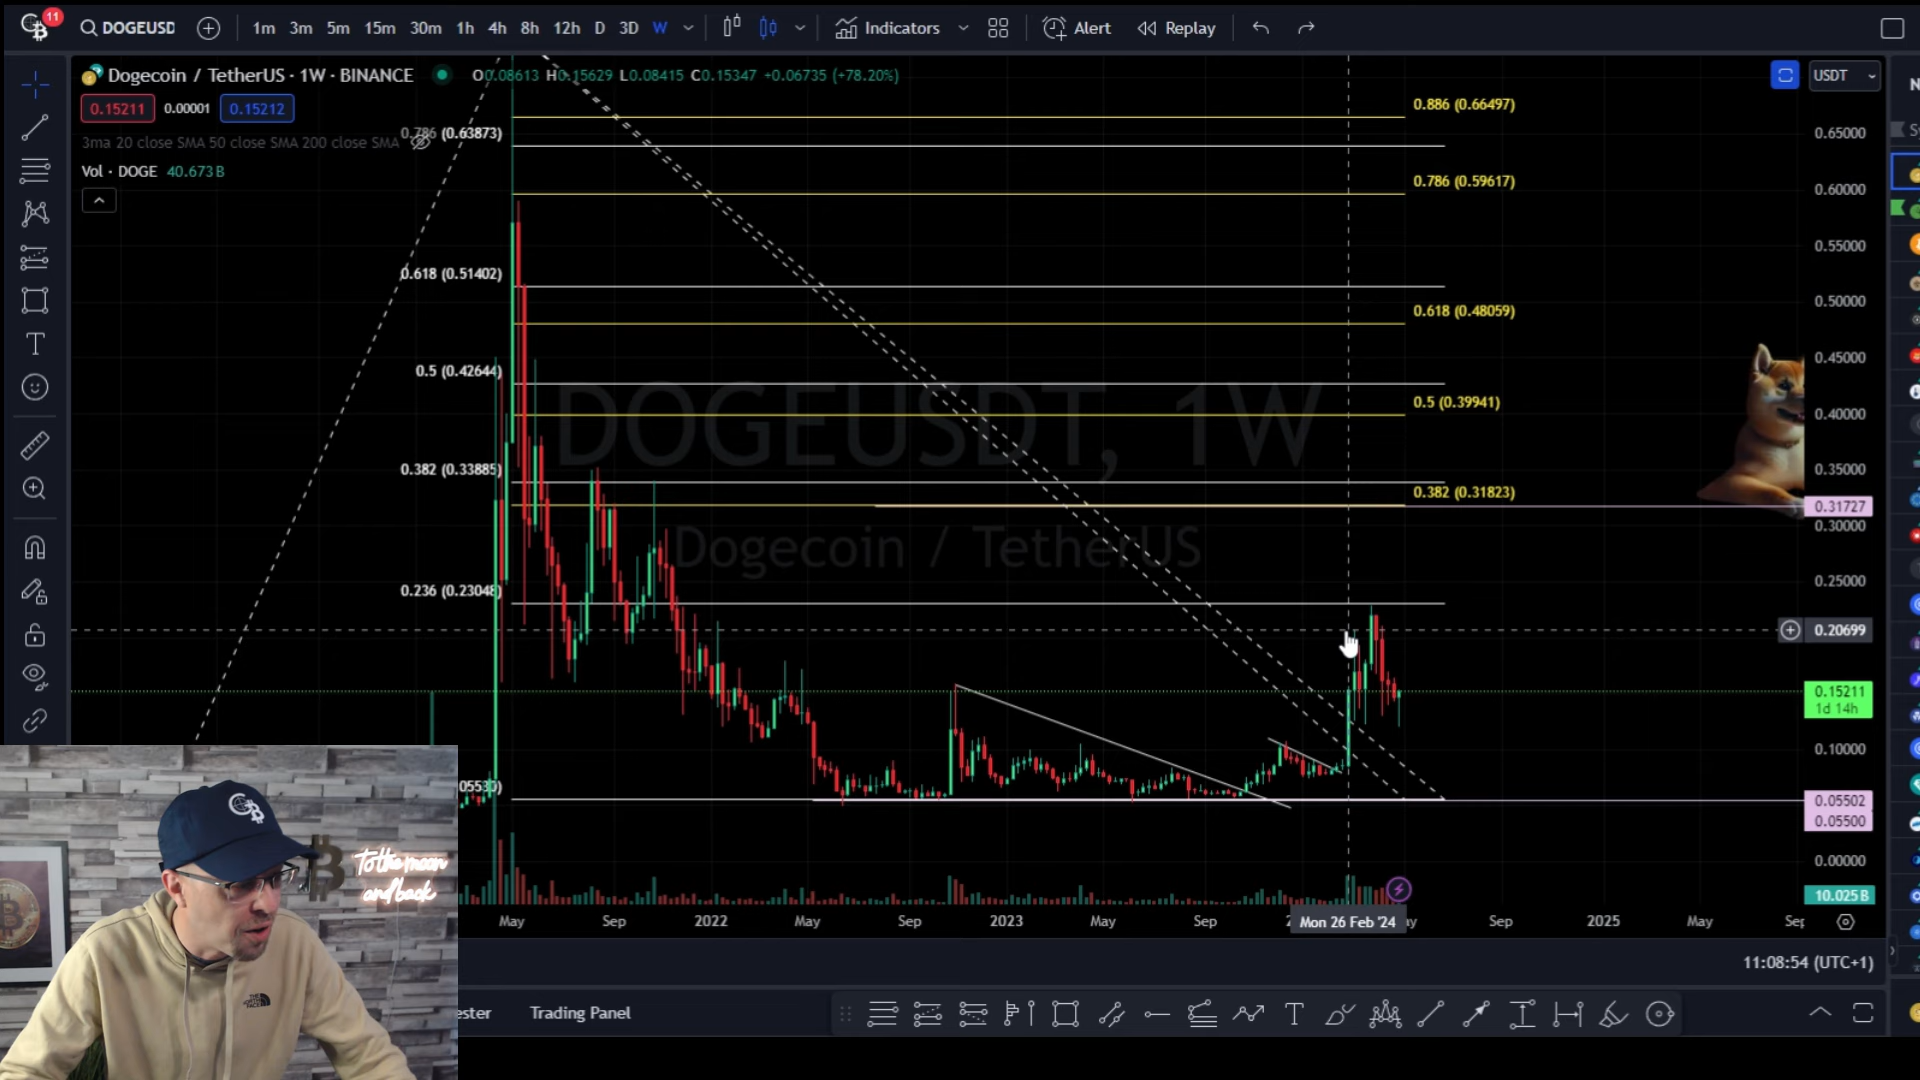 11
DOGEUSD
1m 3m 5m 15m 30m 1h 4h 8h 12h D 3D W
Indicators
Alert
Replay
Dogecoin / TetherUS · 1W · BINANCE
O0.08613 H0.15629 L0.08415 C0.15347 +0.06735 (+78.20%)
USDT
0.15211 0.00001 0.15212
3ma 20 close SMA 50 close SMA 200 close SMA
Vol · DOGE 40.673B
0.886 (0.66497)
0.786 (0.63873)
0.786 (0.59617)
0.618 (0.51402)
0.618 (0.48059)
0.5 (0.42644)
0.5 (0.39941)
0.382 (0.33885)
0.382 (0.31823)
0.236 (0.23048)
DOGEUSDT, 1W
Dogecoin / TetherUS
0.65000
0.60000
0.55000
0.50000
0.45000
0.40000
0.35000
0.31727
0.30000
0.25000
0.20699
0.15211
1d 14h
0.10000
0.05502
0.05500
0.00000
10.025B
May Sep 2022 May Sep 2023 May Sep Mon 26 Feb '24 Sep 2025 May
11:08:54 (UTC+1)
Trading Panel
To the moon
and back
THE NORTH FACE